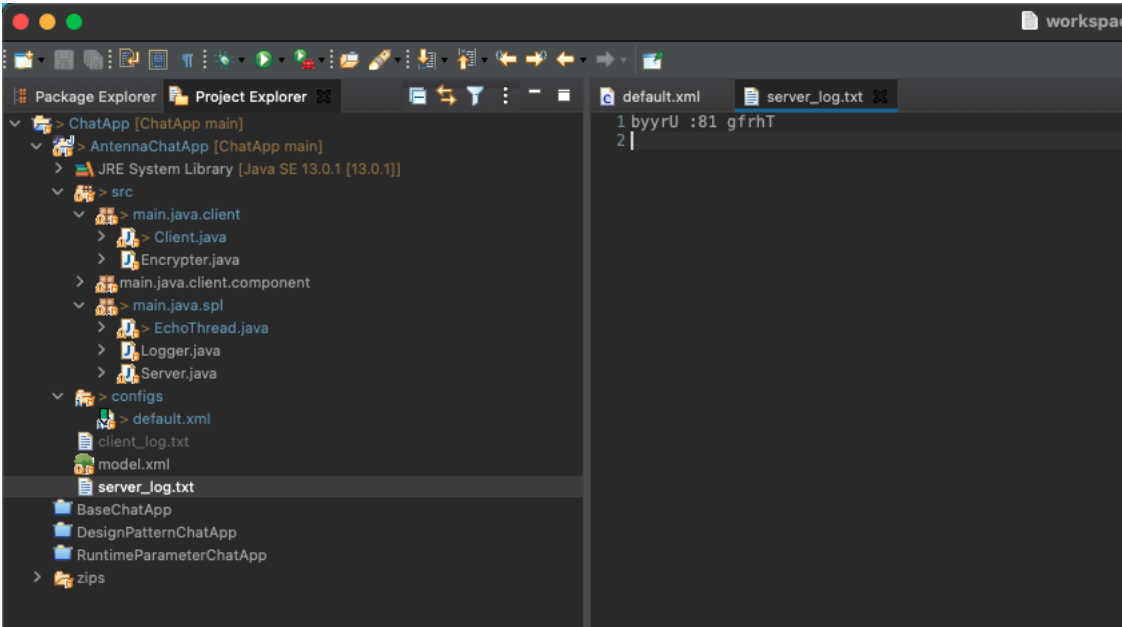 workspac
Package Explorer Project Explorer
default.xml server_log.txt
> ChatApp [ChatApp main]
> AntennaChatApp [ChatApp main]
JRE System Library [Java SE 13.0.1 [13.0.1]]
> src
> main.java.client
> Client.java
Encrypter.java
main.java.client.component
> main.java.spl
> EchoThread.java
Logger.java
Server.java
> configs
> default.xml
client_log.txt
model.xml
server_log.txt
BaseChatApp
DesignPatternChatApp
RuntimeParameterChatApp
zips
1 byyrU :81 gfrhT
2